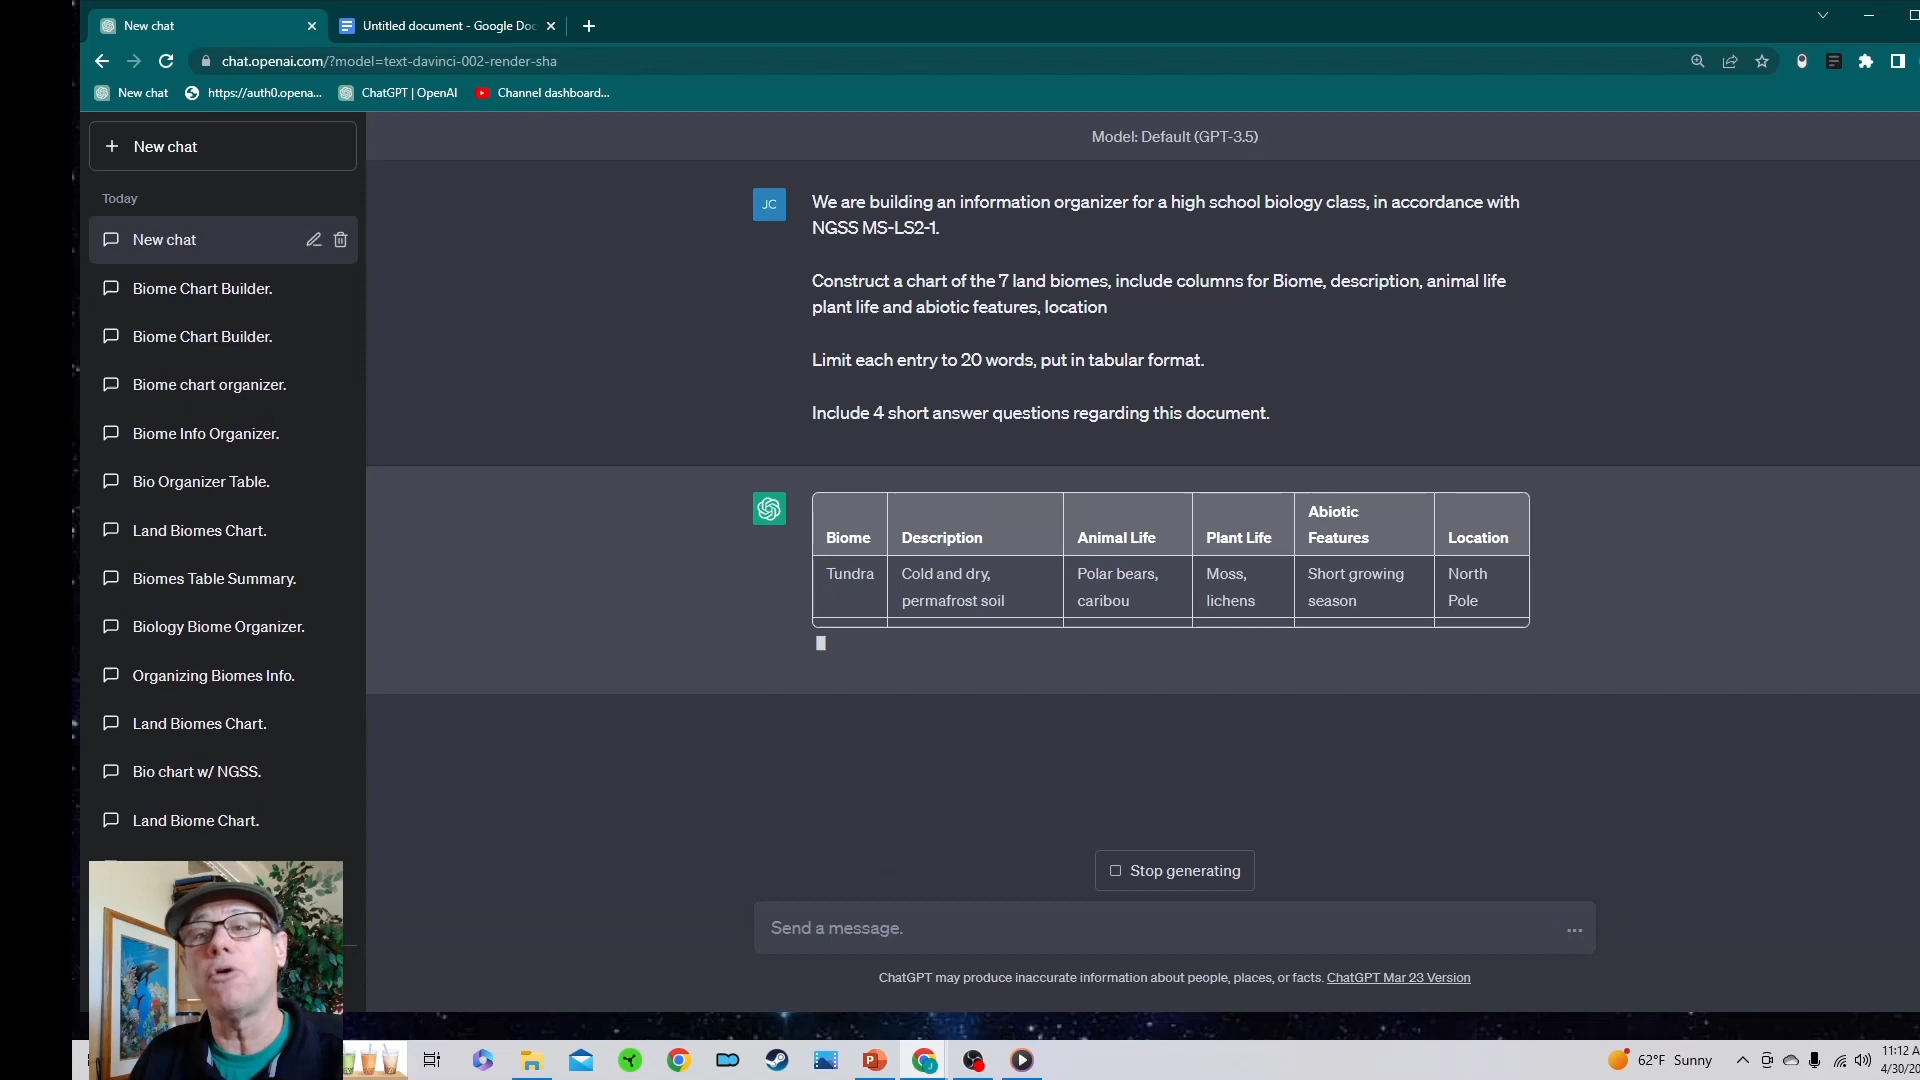 New chat
Untitled document - Google Doc
chat.openai.com/?model=text-davinci-002-render-sha
New chat
https://auth0.opena...
ChatGPT | OpenAI
Channel dashboard...
New chat
Today
New chat
Biome Chart Builder.
Biome Chart Builder.
Biome chart organizer.
Biome Info Organizer.
Bio Organizer Table.
Land Biomes Chart.
Biomes Table Summary.
Biology Biome Organizer.
Organizing Biomes Info.
Land Biomes Chart.
Bio chart w/ NGSS.
Land Biome Chart.
Model: Default (GPT-3.5)
JC
We are building an information organizer for a high school biology class, in accordance with
NGSS MS-LS2-1.
Construct a chart of the 7 land biomes, include columns for Biome, description, animal life
plant life and abiotic features, location
Limit each entry to 20 words, put in tabular format.
Include 4 short answer questions regarding this document.
Biome
Description
Animal Life
Plant Life
Abiotic
Features
Location
Tundra
Cold and dry,
permafrost soil
Polar bears,
caribou
Moss,
lichens
Short growing
season
North
Pole
Stop generating
Send a message.
...
ChatGPT may produce inaccurate information about people, places, or facts. ChatGPT Mar 23 Version
62°F Sunny
11:12 A
4/30/20